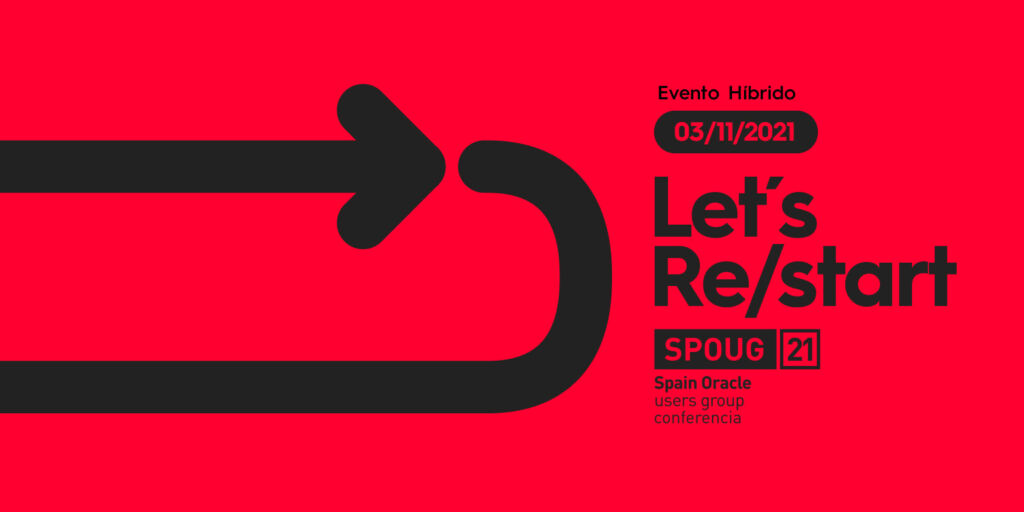 Evento Híbrido
03/11/2021
Let´s
Re/start
SPOUG 21
Spain Oracle
users group
conferencia